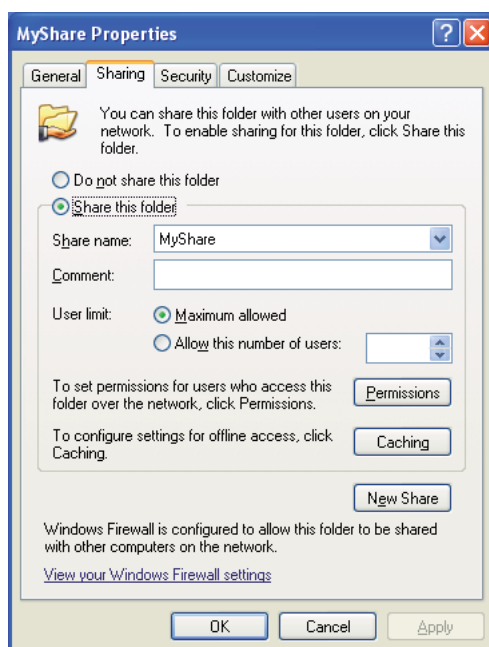 MyShare Properties
General Sharing Security Customize
You can share this folder with other users on your
network. To enable sharing for this folder, click Share this
folder.
Do not share this folder
Share this folder
Share name: MyShare
Comment:
User limit: Maximum allowed
Allow this number of users:
To set permissions for users who access this
folder over the network, click Permissions.
Permissions
To configure settings for offline access, click
Caching.
Caching
New Share
Windows Firewall is configured to allow this folder to be shared
with other computers on the network.
View your Windows Firewall settings
OK Cancel Apply